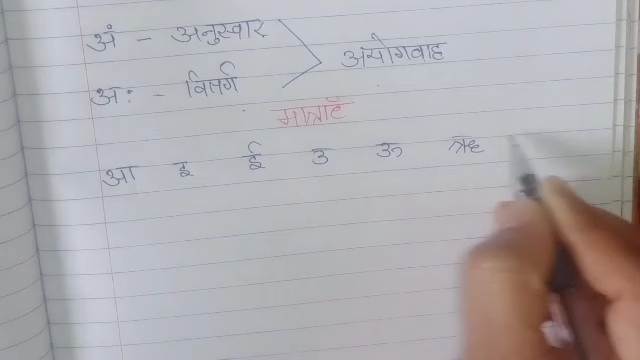 अं - अनुस्वार
अयोगवाह
अः - विसर्ग
मात्राएँ
आ इ ई उ ऊ ऋ